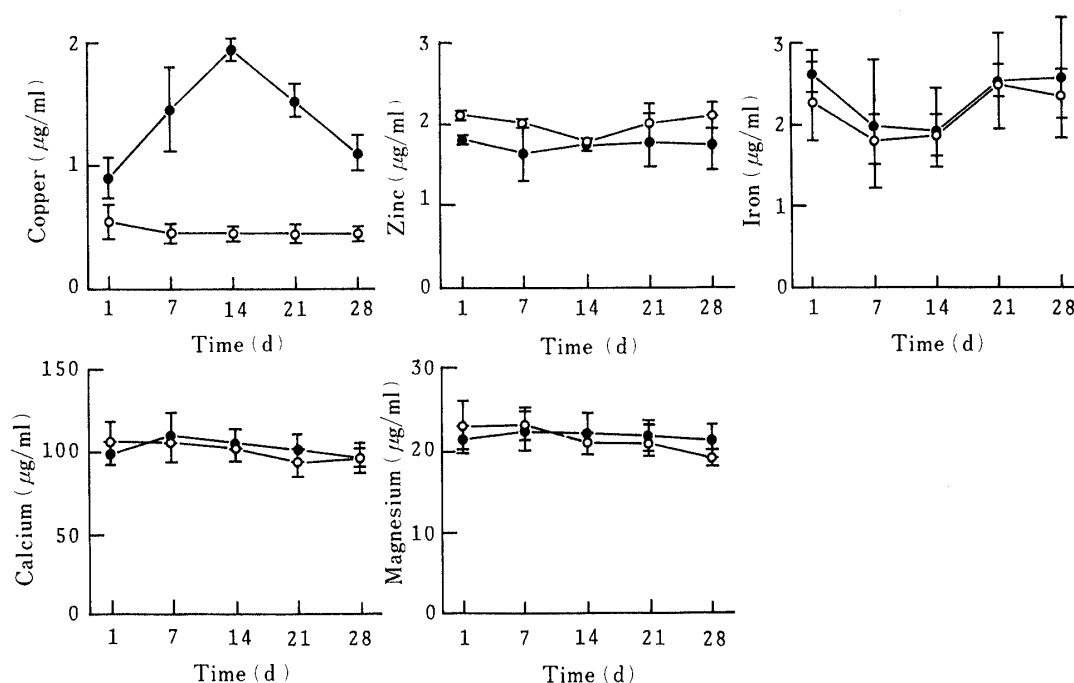 Copper (μg/ml)
2
1
0
1 7 14 21 28
Time (d)
Zinc (μg/ml)
3
2
1
0
1 7 14 21 28
Time (d)
Iron (μg/ml)
3
2
1
0
1 7 14 21 28
Time (d)
Calcium (μg/ml)
150
100
50
0
1 7 14 21 28
Time (d)
Magnesium (μg/ml)
30
20
10
0
1 7 14 21 28
Time (d)